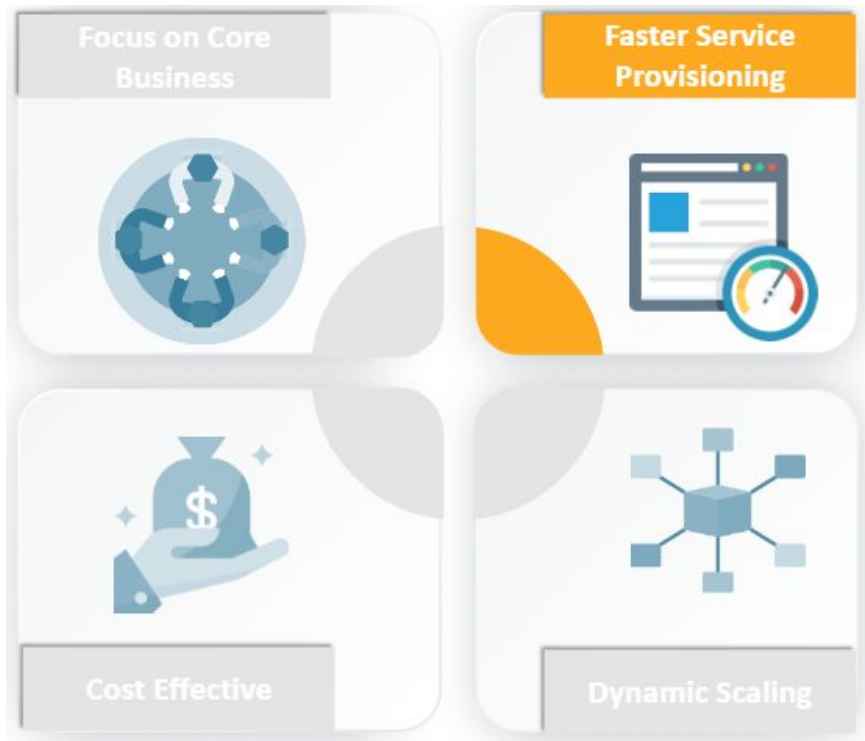 Focus on Core
Business
Faster Service
Provisioning
$
Cost Effective
Dynamic Scaling